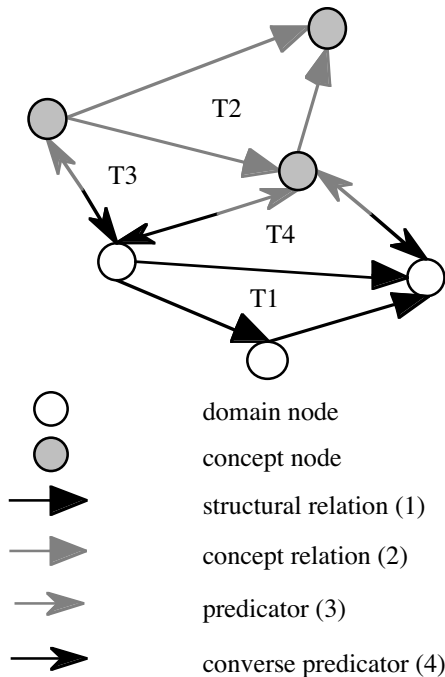 T2
T3
T4
T1
domain node
concept node
structural relation (1)
concept relation (2)
predicator (3)
converse predicator (4)